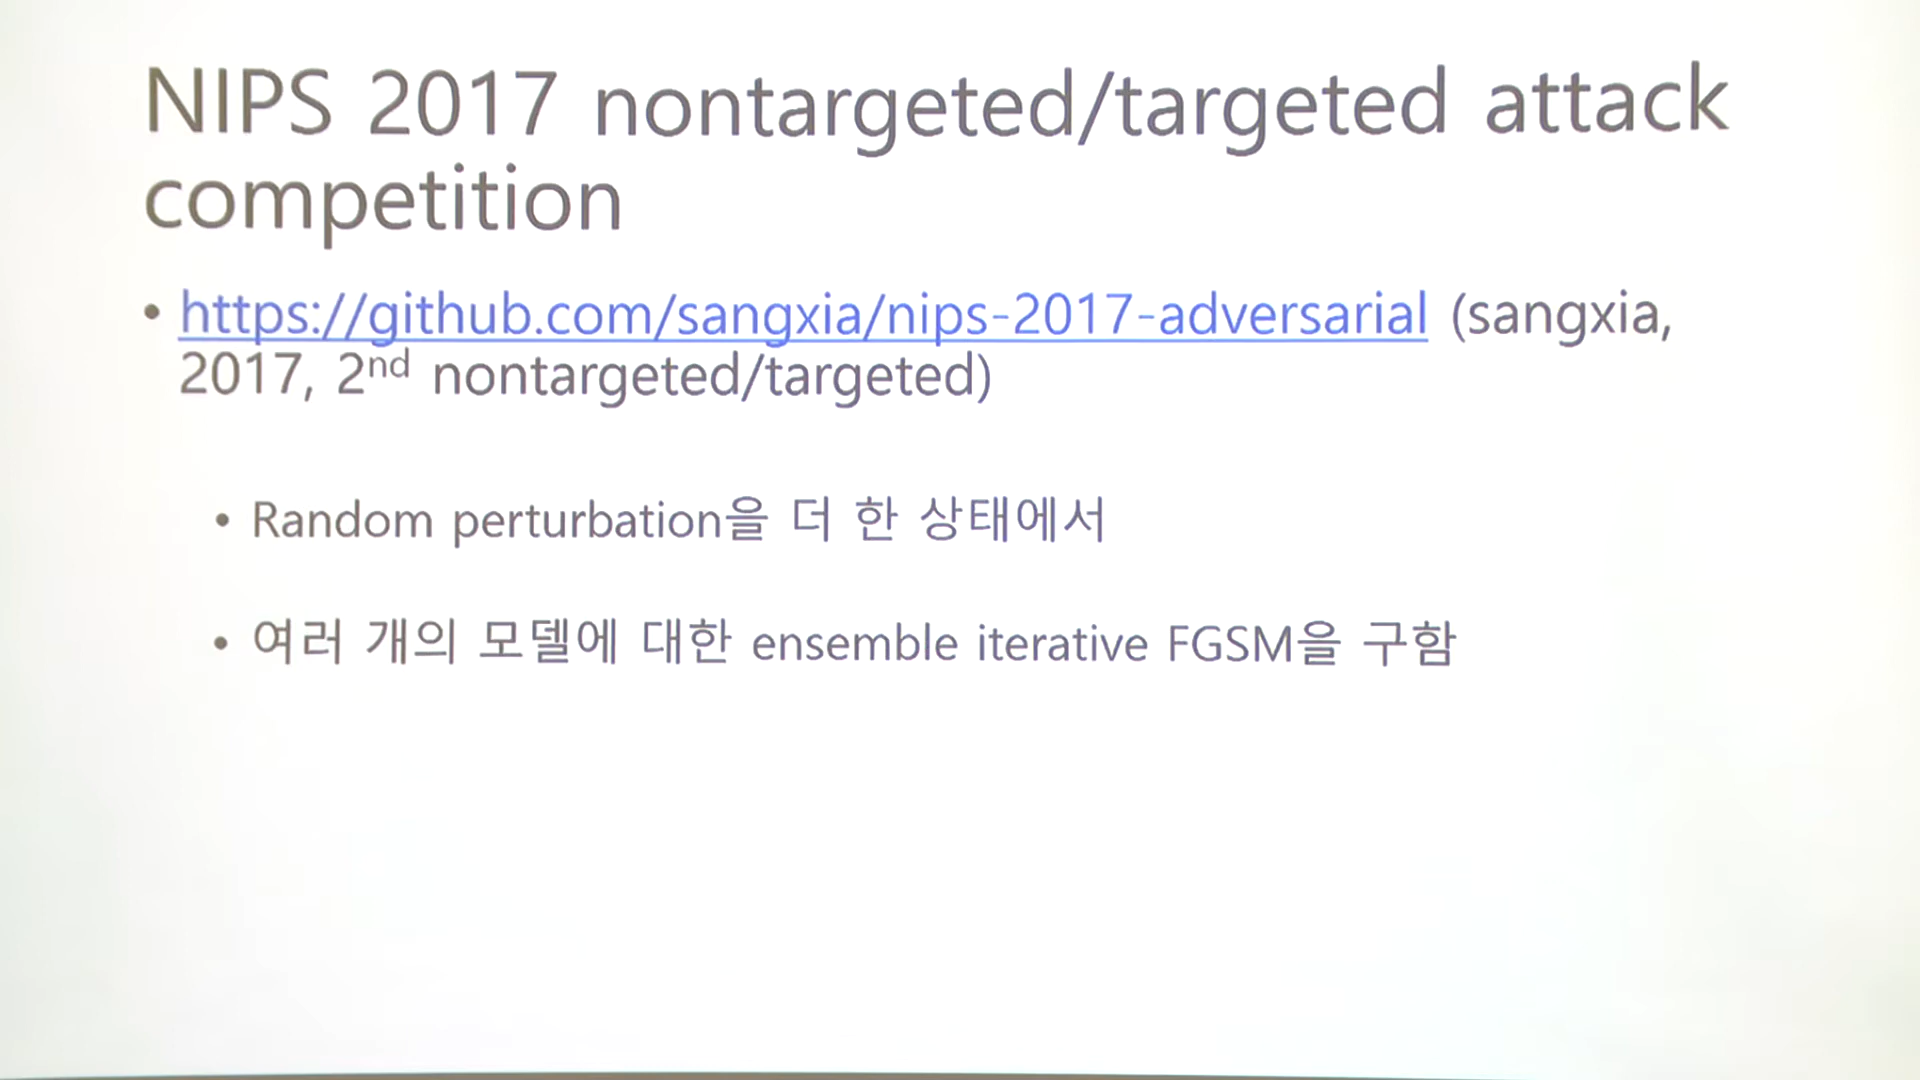 NIPS 2017 nontargeted/targeted attack
competition
• https://github.com/sangxia/nips-2017-adversarial (sangxia,
2017, 2nd nontargeted/targeted)
• Random perturbation을 더 한 상태에서
• 여러 개의 모델에 대한 ensemble iterative FGSM을 구함